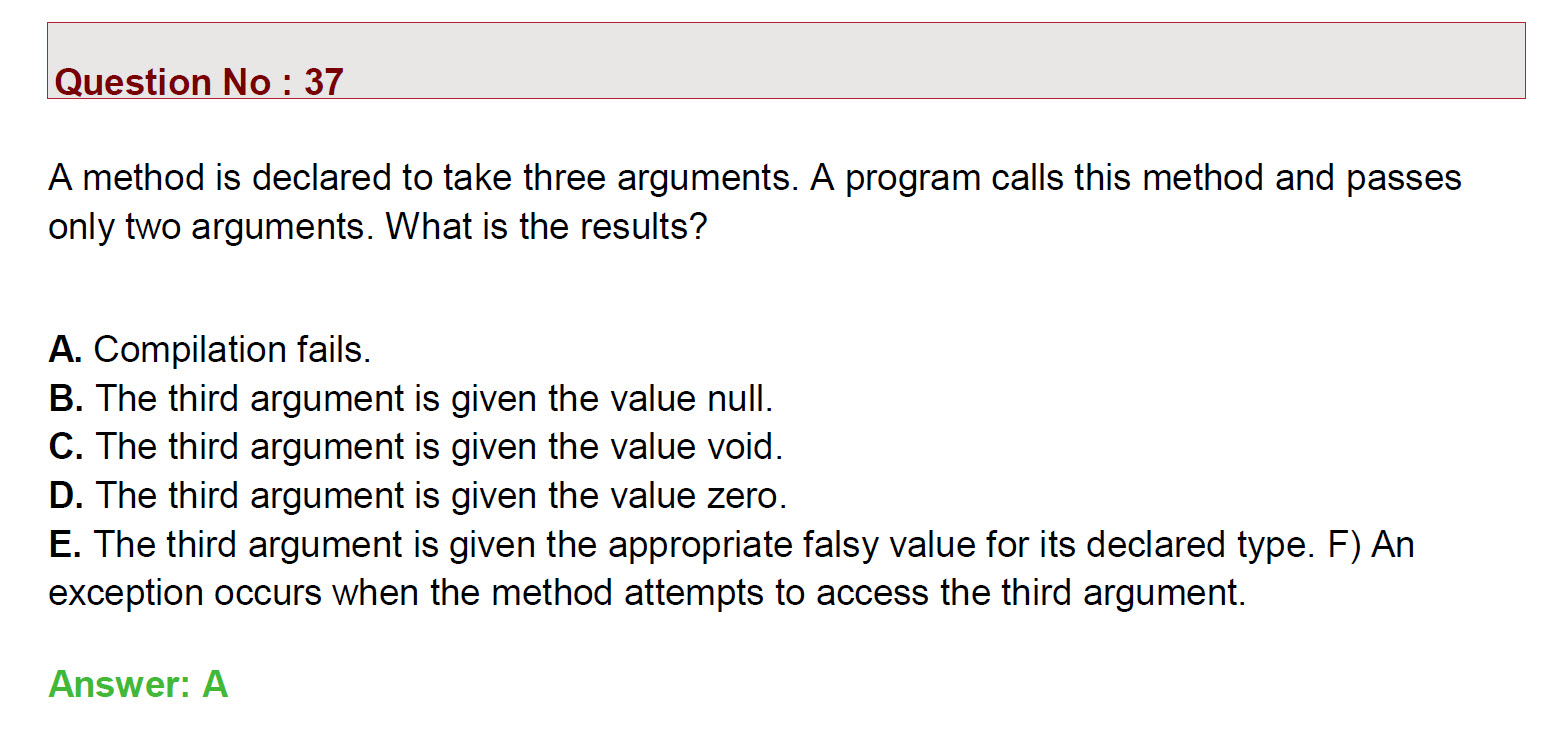 Question No : 37
A method is declared to take three arguments. A program calls this method and passes
only two arguments. What is the results?
A. Compilation fails.
B. The third argument is given the value null.
C. The third argument is given the value void.
D. The third argument is given the value zero.
E. The third argument is given the appropriate falsy value for its declared type. F) An
exception occurs when the method attempts to access the third argument.
Answer: A